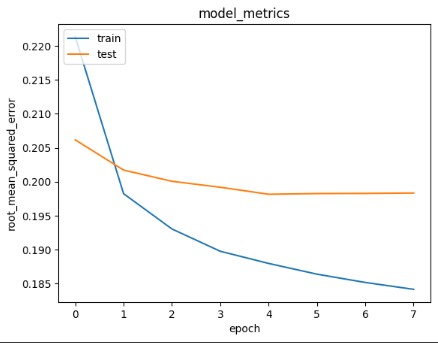 model_metrics
train
test
root_mean_squared_error
0.220
0.215
0.210
0.205
0.200
0.195
0.190
0.185
0 1 2 3 4 5 6 7
epoch